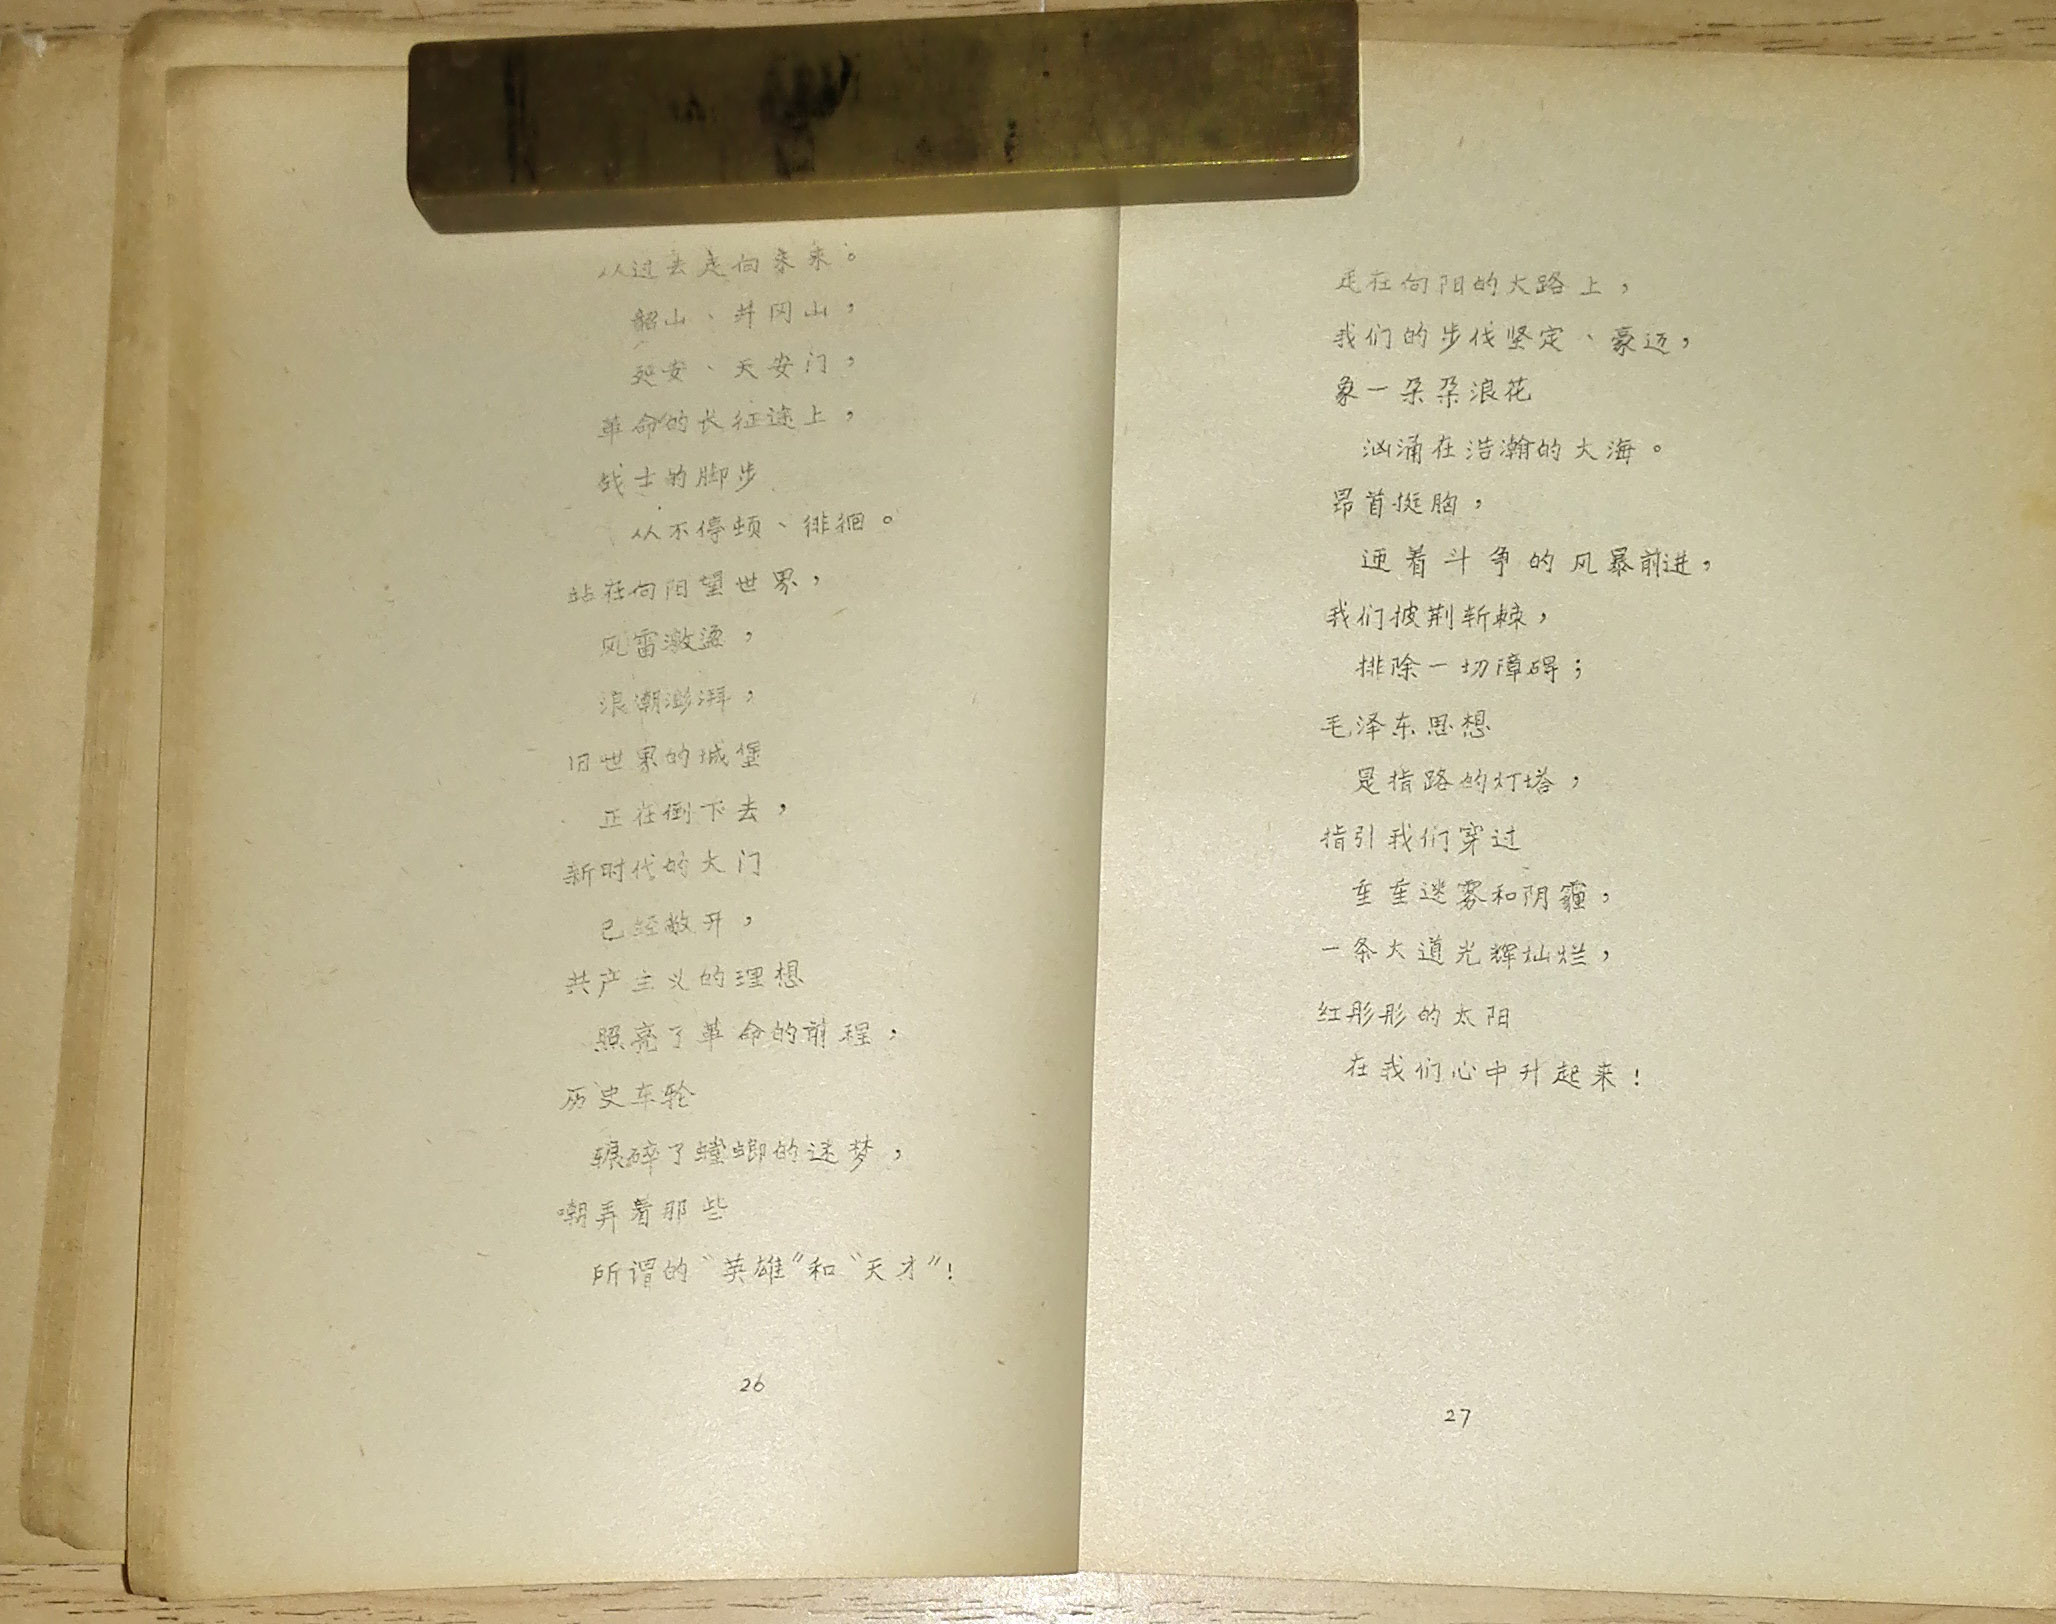 从过去走向未来。
韶山、井冈山，
延安、天安门，
革命的长征途上，
战士的脚步
从不停顿、徘徊。
站在向阳望世界，
风雷激盪，
浪潮澎湃，
旧世界的城堡
正在倒下去，
新时代的大门
已经敞开，
共产主义的理想
照亮了革命的前程，
历史车轮
辗碎了螳螂的迷梦，
嘲弄着那些
所谓的“英雄”和“天才”！
26
走在向阳的大路上，
我们的步伐坚定、豪迈，
象一朵朵浪花
汹涌在浩瀚的大海。
昂首挺胸，
迎着斗争的风暴前进，
我们披荆斩棘，
排除一切障碍；
毛泽东思想
是指路的灯塔，
指引我们穿过
重重迷雾和阴霾，
一条大道光辉灿烂，
红彤彤的太阳
在我们心中升起来！
27